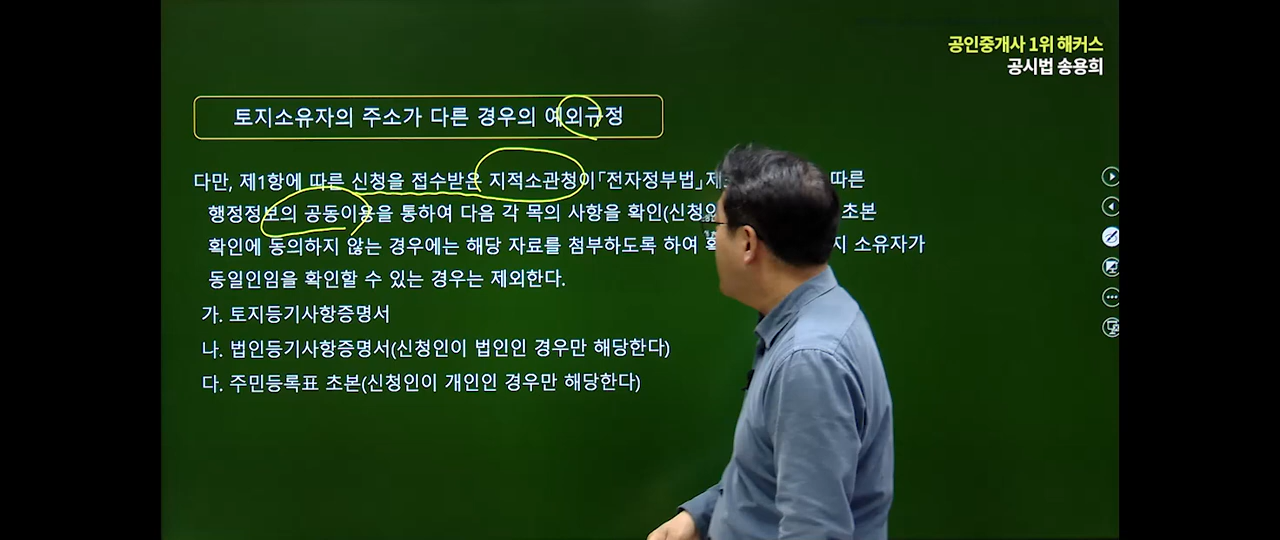 공인중개사 1위 해커스
공시법 송용희
토지소유자의 주소가 다른 경우의 예외규정
다만, 제1항에 따른 신청을 접수받은 지적소관청이「전자정부법」제 따른
행정정보의 공동이용을 통하여 다음 각 목의 사항을 확인(신청인 초본
확인에 동의하지 않는 경우에는 해당 자료를 첨부하도록 하여 소유자가
동일인임을 확인할 수 있는 경우는 제외한다.
가. 토지등기사항증명서
나. 법인등기사항증명서(신청인이 법인인 경우만 해당한다)
다. 주민등록표 초본(신청인이 개인인 경우만 해당한다)